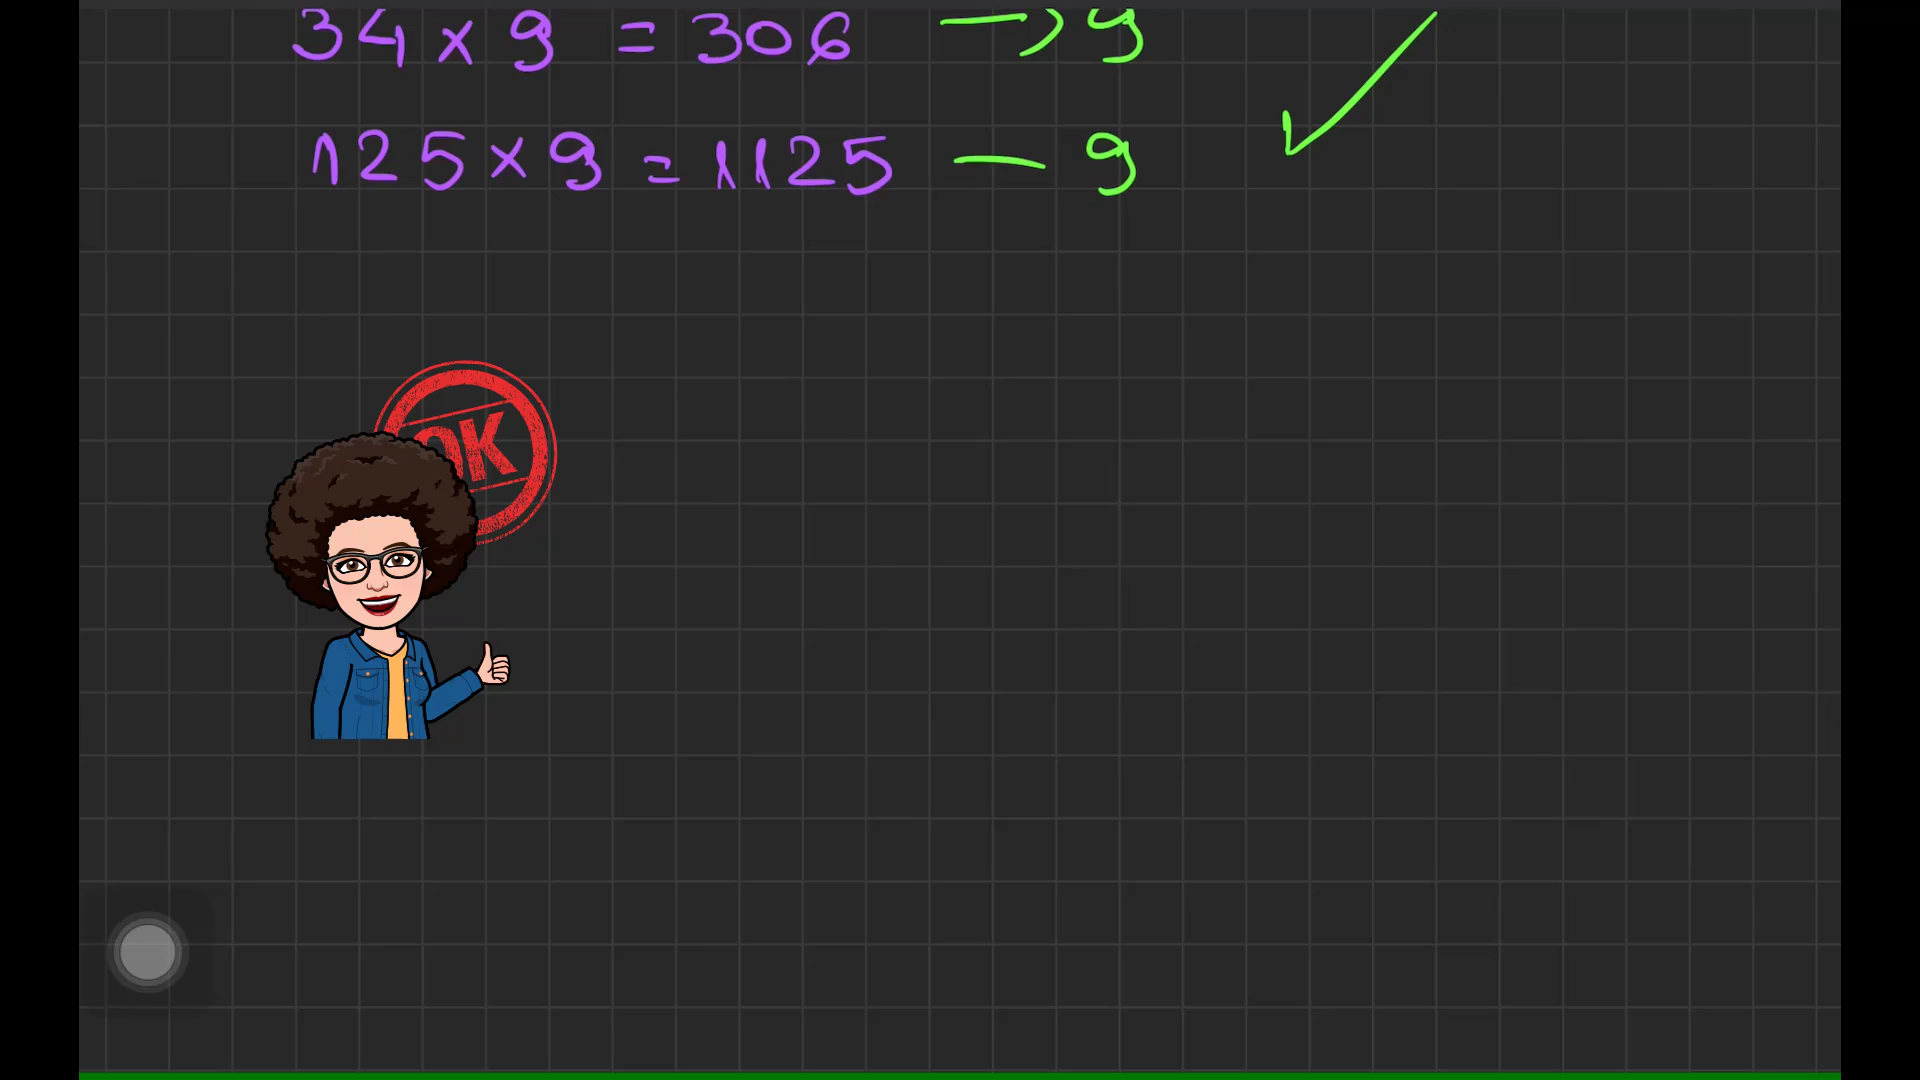 34 × 9 = 306 → 9
125 × 9 = 1125 — 9
OK